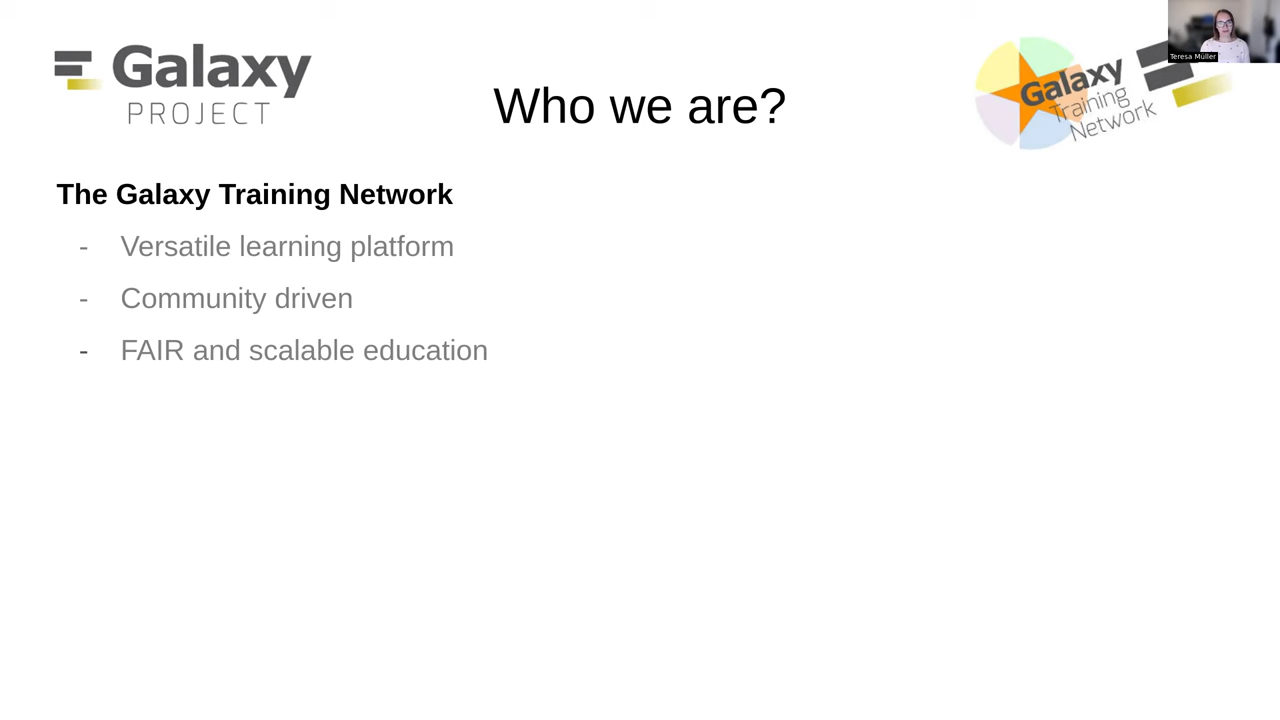 Galaxy
PROJECT
Who we are?
Galaxy
Training
Network
Teresa Müller
The Galaxy Training Network
- Versatile learning platform
- Community driven
- FAIR and scalable education